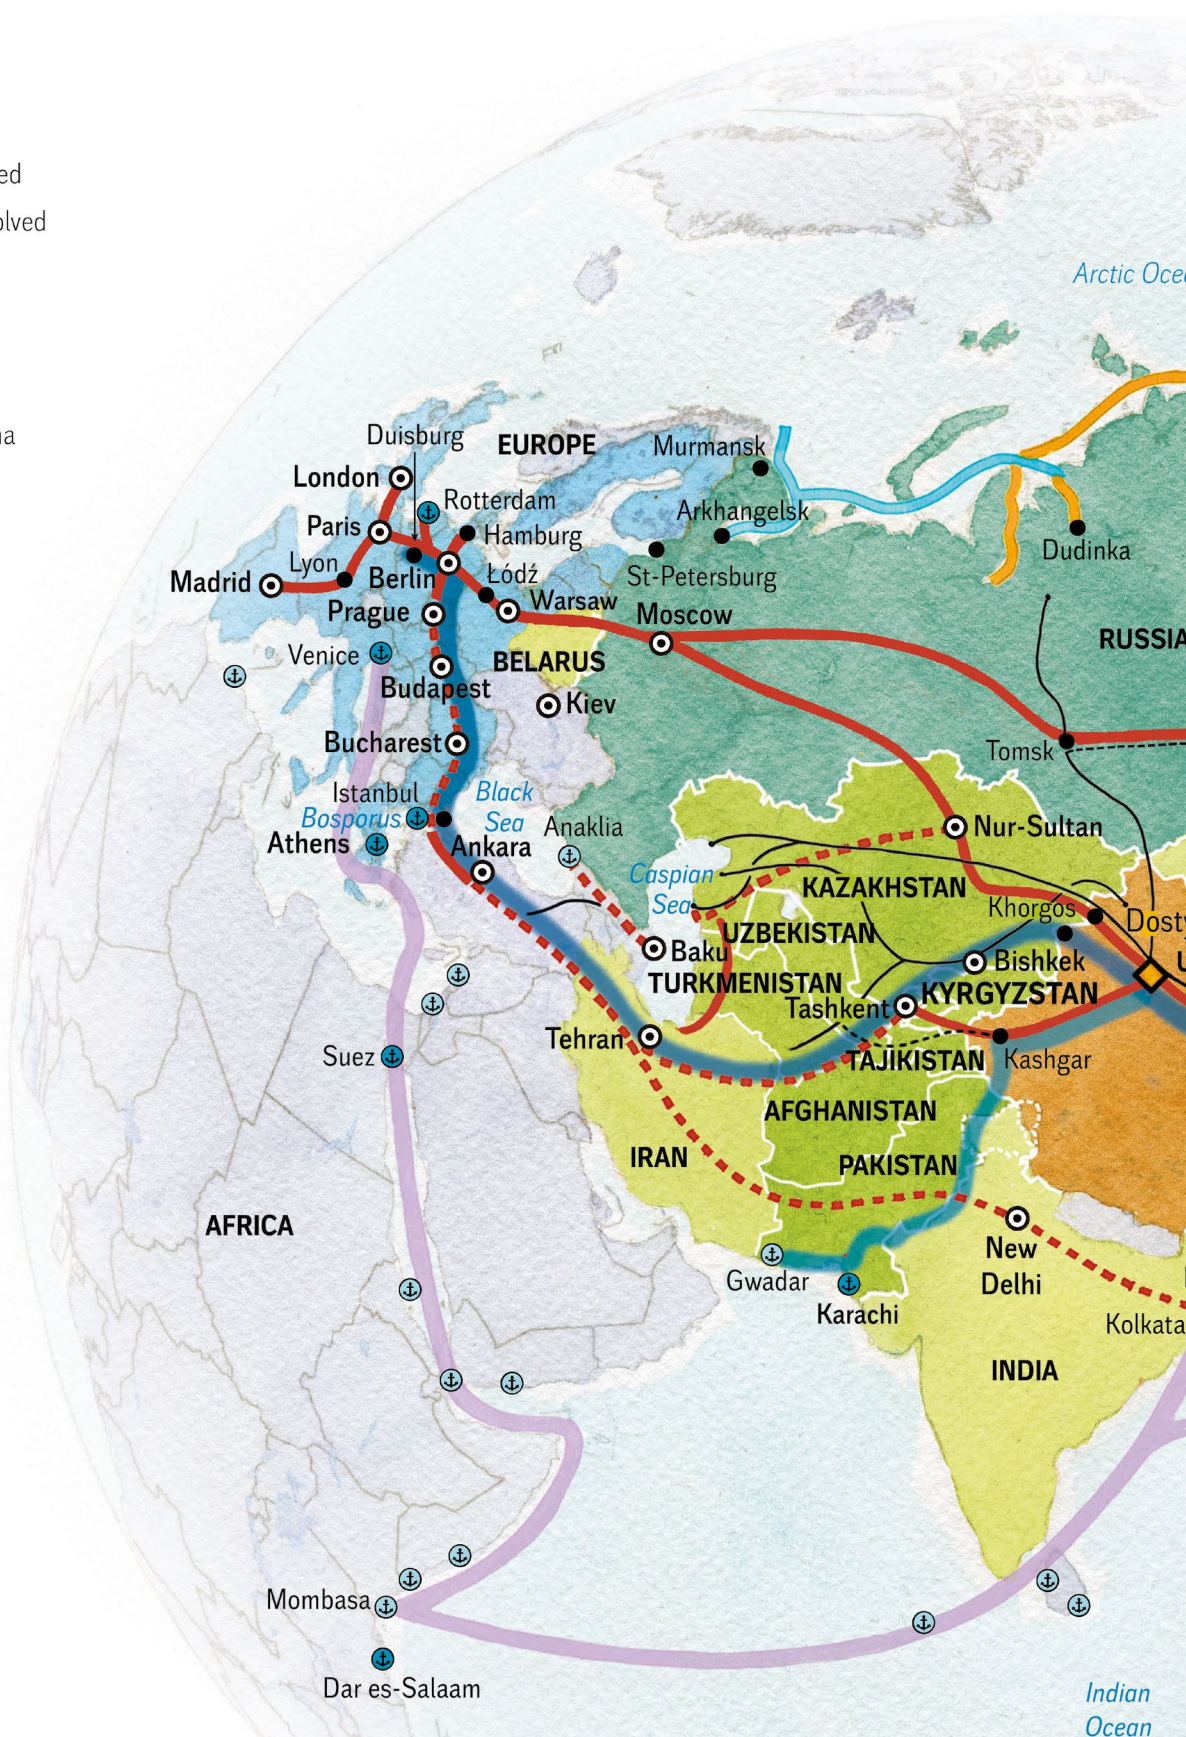 ed
olved
Arctic Oce
a
Duisburg
EUROPE
Murmansk
London
Rotterdam
Arkhangelsk
Paris
Hamburg
Dudinka
Lyon
Berlin
Łódź
St-Petersburg
Madrid
Prague
Warsaw
Moscow
RUSSIA
Venice
BELARUS
Budapest
Kiev
Bucharest
Tomsk
Istanbul
Black
Sea
Bosporus
Anaklia
Nur-Sultan
Athens
Ankara
Caspian
Sea
KAZAKHSTAN
Khorgos
Dosty
UZBEKISTAN
Baku
Bishkek
U
TURKMENISTAN
KYRGYZSTAN
Tashkent
Tehran
Suez
TAJIKISTAN
Kashgar
AFGHANISTAN
IRAN
PAKISTAN
AFRICA
New
Delhi
Gwadar
Karachi
Kolkata
INDIA
Mombasa
Dar es-Salaam
Indian
Ocean